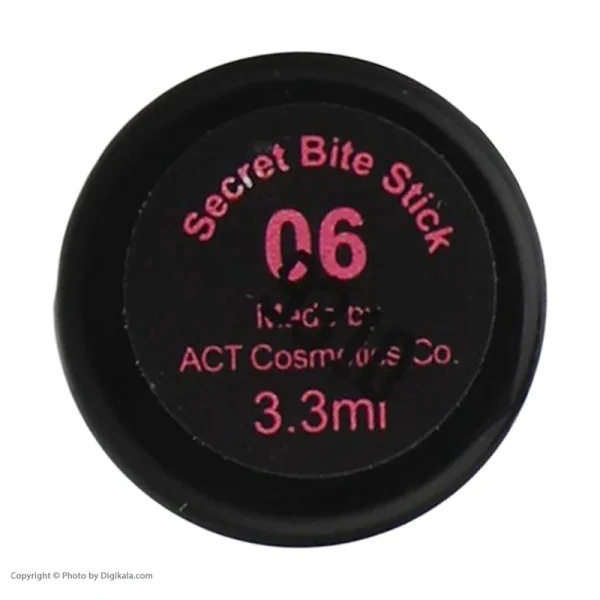 Secret Bite Stick
06
Made by
ACT Cosmetics Co.
3.3ml
Copyright © Photo by Digikala.com